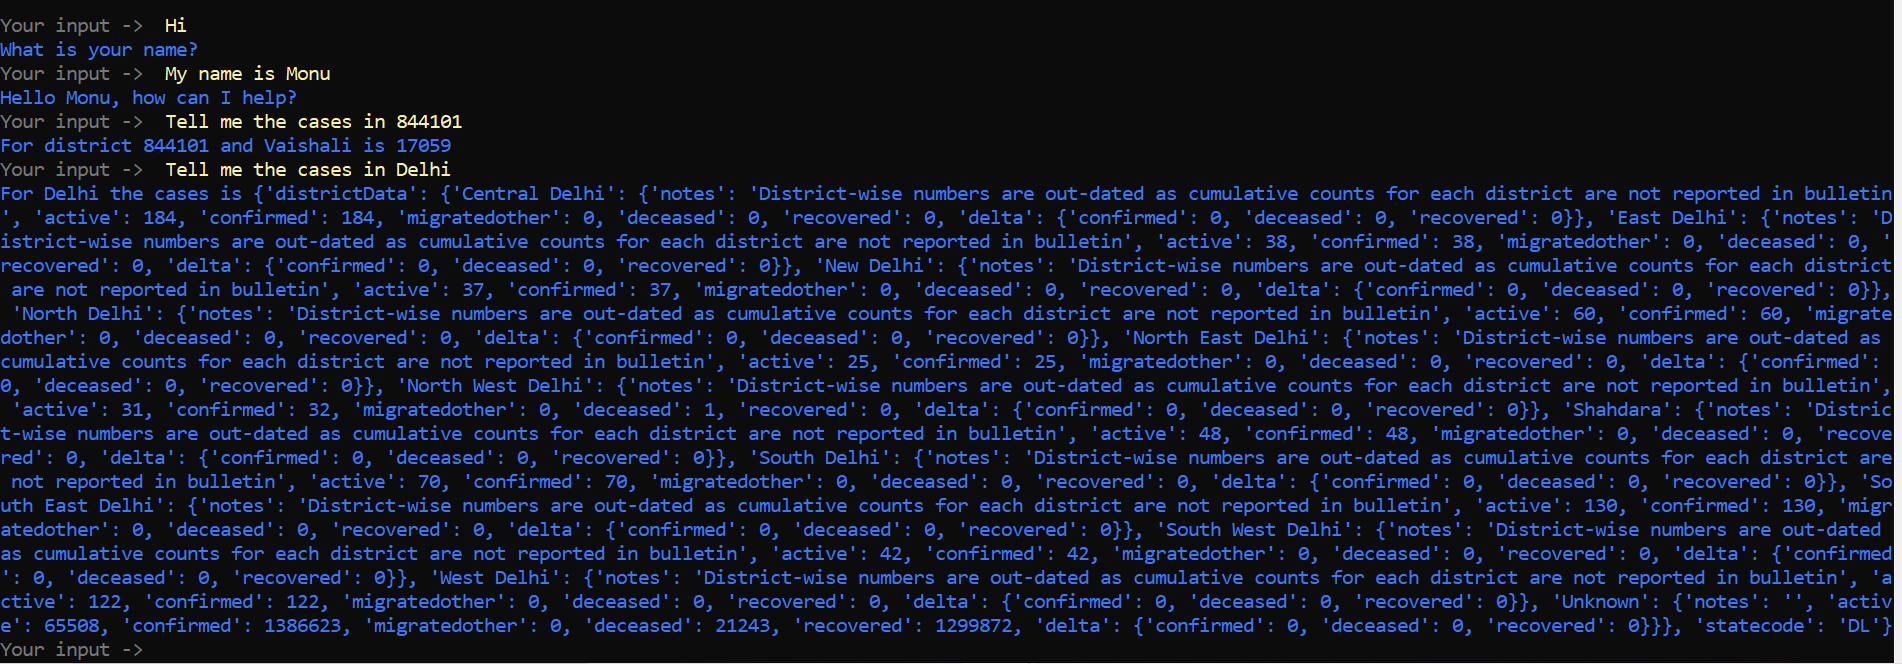 Your input ->  Hi
What is your name?
Your input ->  My name is Monu
Hello Monu, how can I help?
Your input ->  Tell me the cases in 844101
For district 844101 and Vaishali is 17059
Your input ->  Tell me the cases in Delhi
For Delhi the cases is {'districtData': {'Central Delhi': {'notes': 'District-wise numbers are out-dated as cumulative counts for each district are not reported in bulletin
', 'active': 184, 'confirmed': 184, 'migratedother': 0, 'deceased': 0, 'recovered': 0, 'delta': {'confirmed': 0, 'deceased': 0, 'recovered': 0}}, 'East Delhi': {'notes': 'D
istrict-wise numbers are out-dated as cumulative counts for each district are not reported in bulletin', 'active': 38, 'confirmed': 38, 'migratedother': 0, 'deceased': 0, '
recovered': 0, 'delta': {'confirmed': 0, 'deceased': 0, 'recovered': 0}}, 'New Delhi': {'notes': 'District-wise numbers are out-dated as cumulative counts for each district
 are not reported in bulletin', 'active': 37, 'confirmed': 37, 'migratedother': 0, 'deceased': 0, 'recovered': 0, 'delta': {'confirmed': 0, 'deceased': 0, 'recovered': 0}},
 'North Delhi': {'notes': 'District-wise numbers are out-dated as cumulative counts for each district are not reported in bulletin', 'active': 60, 'confirmed': 60, 'migrate
dother': 0, 'deceased': 0, 'recovered': 0, 'delta': {'confirmed': 0, 'deceased': 0, 'recovered': 0}}, 'North East Delhi': {'notes': 'District-wise numbers are out-dated as
cumulative counts for each district are not reported in bulletin', 'active': 25, 'confirmed': 25, 'migratedother': 0, 'deceased': 0, 'recovered': 0, 'delta': {'confirmed':
0, 'deceased': 0, 'recovered': 0}}, 'North West Delhi': {'notes': 'District-wise numbers are out-dated as cumulative counts for each district are not reported in bulletin',
 'active': 31, 'confirmed': 32, 'migratedother': 0, 'deceased': 1, 'recovered': 0, 'delta': {'confirmed': 0, 'deceased': 0, 'recovered': 0}}, 'Shahdara': {'notes': 'Distric
t-wise numbers are out-dated as cumulative counts for each district are not reported in bulletin', 'active': 48, 'confirmed': 48, 'migratedother': 0, 'deceased': 0, 'recove
red': 0, 'delta': {'confirmed': 0, 'deceased': 0, 'recovered': 0}}, 'South Delhi': {'notes': 'District-wise numbers are out-dated as cumulative counts for each district are
 not reported in bulletin', 'active': 70, 'confirmed': 70, 'migratedother': 0, 'deceased': 0, 'recovered': 0, 'delta': {'confirmed': 0, 'deceased': 0, 'recovered': 0}}, 'So
uth East Delhi': {'notes': 'District-wise numbers are out-dated as cumulative counts for each district are not reported in bulletin', 'active': 130, 'confirmed': 130, 'migr
atedother': 0, 'deceased': 0, 'recovered': 0, 'delta': {'confirmed': 0, 'deceased': 0, 'recovered': 0}}, 'South West Delhi': {'notes': 'District-wise numbers are out-dated
as cumulative counts for each district are not reported in bulletin', 'active': 42, 'confirmed': 42, 'migratedother': 0, 'deceased': 0, 'recovered': 0, 'delta': {'confirmed
': 0, 'deceased': 0, 'recovered': 0}}, 'West Delhi': {'notes': 'District-wise numbers are out-dated as cumulative counts for each district are not reported in bulletin', 'a
ctive': 122, 'confirmed': 122, 'migratedother': 0, 'deceased': 0, 'recovered': 0, 'delta': {'confirmed': 0, 'deceased': 0, 'recovered': 0}}, 'Unknown': {'notes': '', 'activ
e': 65508, 'confirmed': 1386623, 'migratedother': 0, 'deceased': 21243, 'recovered': 1299872, 'delta': {'confirmed': 0, 'deceased': 0, 'recovered': 0}}}, 'statecode': 'DL'}
Your input ->